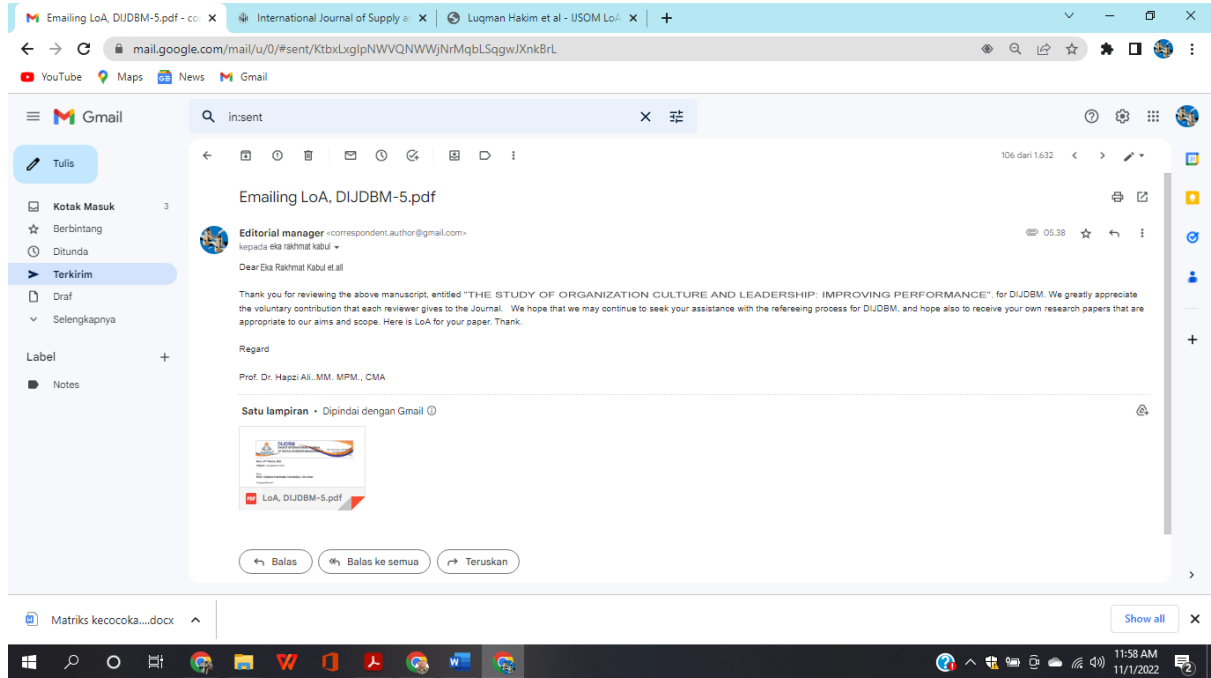 Emailing LoA, DIJDBM-5.pdf - co
International Journal of Supply a
Luqman Hakim et al - IJSOM LoA
mail.google.com/mail/u/0/#sent/KtbxLxgIpNWVQNWWjNrMqbLSqgwJXnkBrL
YouTube Maps News Gmail
Gmail
in:sent
Tulis
106 dari 1.632
Kotak Masuk 3
Berbintang
Ditunda
Terkirim
Draf
Selengkapnya
Label
Notes
Emailing LoA, DIJDBM-5.pdf
Editorial manager <correspondent.author@gmail.com>
05.38
kepada eka rakhmat kabul
Dear Eka Rakhmat Kabul et.all
Thank you for reviewing the above manuscript, entitled "THE STUDY OF ORGANIZATION CULTURE AND LEADERSHIP: IMPROVING PERFORMANCE", for DIJDBM. We greatly appreciate
the voluntary contribution that each reviewer gives to the Journal. We hope that we may continue to seek your assistance with the refereeing process for DIJDBM, and hope also to receive your own research papers that are
appropriate to our aims and scope. Here is LoA for your paper. Thank.
Regard
Prof. Dr. Hapzi Ali..MM. MPM., CMA
Satu lampiran • Dipindai dengan Gmail
DIJDBM
PDF LoA, DIJDBM-5.pdf
Balas
Balas ke semua
Teruskan
Matriks kecocoka....docx
Show all
11:58 AM
11/1/2022
2